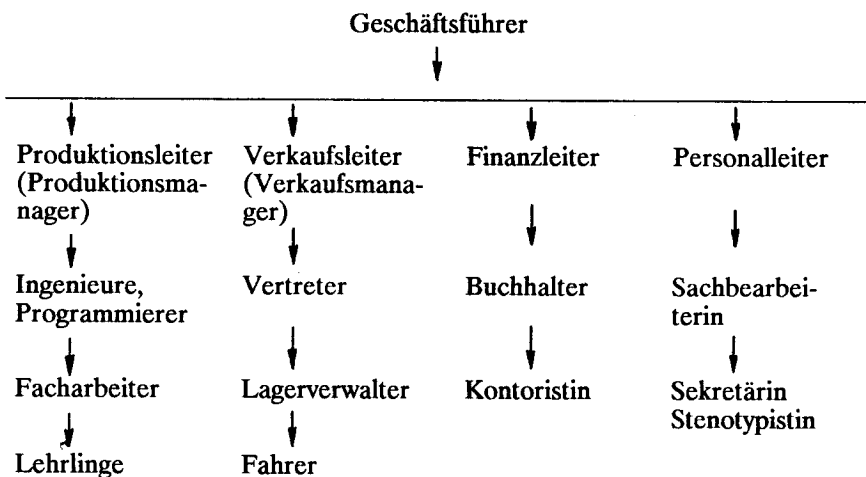 Geschäftsführer
Produktionsleiter
(Produktionsma-
nager)
Verkaufsleiter
(Verkaufsmana-
ger)
Finanzleiter
Personalleiter
Ingenieure,
Programmierer
Vertreter
Buchhalter
Sachbearbei-
terin
Facharbeiter
Lagerverwalter
Kontoristin
Sekretärin
Stenotypistin
Lehrlinge
Fahrer